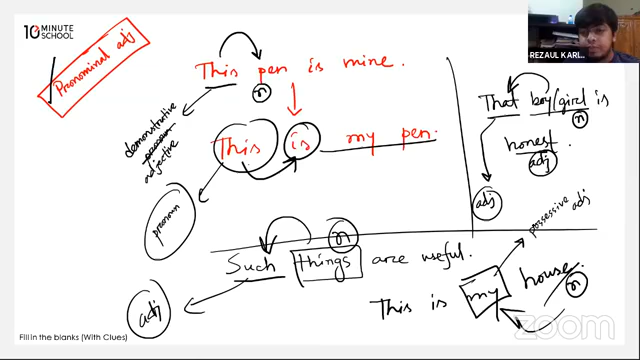 10 MINUTE
SCHOOL
Pronominal adj
This pen is mine.
n
demonstrative
pronoun
adjective
This is my pen.
pronoun
That boy/girl is
n
honest.
adj
adj
Such things are useful.
n
adj
possessive adj
This is my house.
n
Fill in the blanks (With Clues)
REZAUL KARI...
zoom